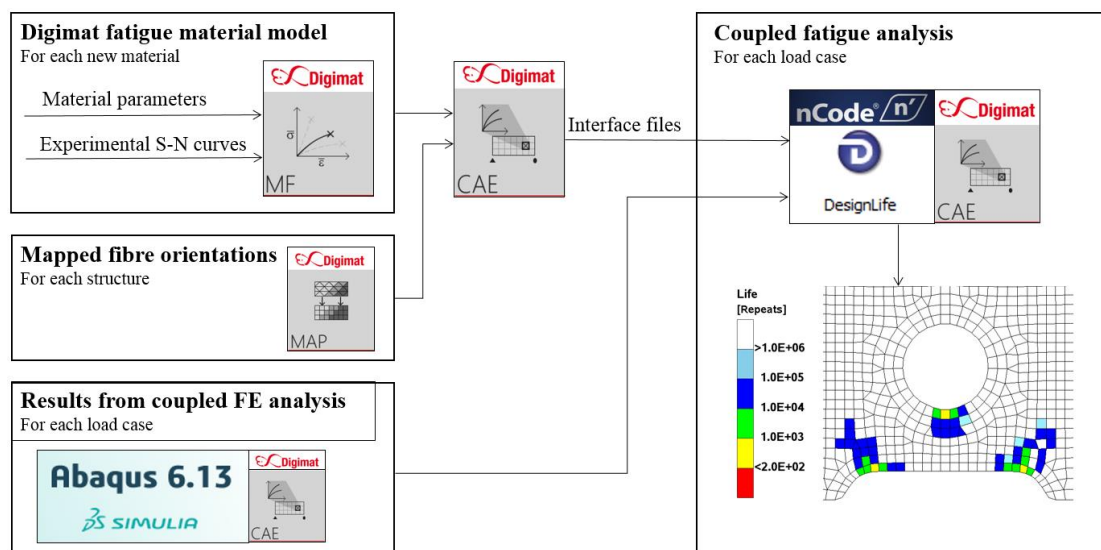 Digimat fatigue material model
For each new material
Material parameters
Experimental S-N curves
Digimat
σ
ε
MF
Mapped fibre orientations
For each structure
Digimat
MAP
Results from coupled FE analysis
For each load case
Abaqus 6.13
SIMULIA
Digimat
CAE
Digimat
CAE
Interface files
Coupled fatigue analysis
For each load case
nCode® n'
DesignLife
Digimat
CAE
Life
[Repeats]
>1.0E+06
1.0E+05
1.0E+04
1.0E+03
<2.0E+02